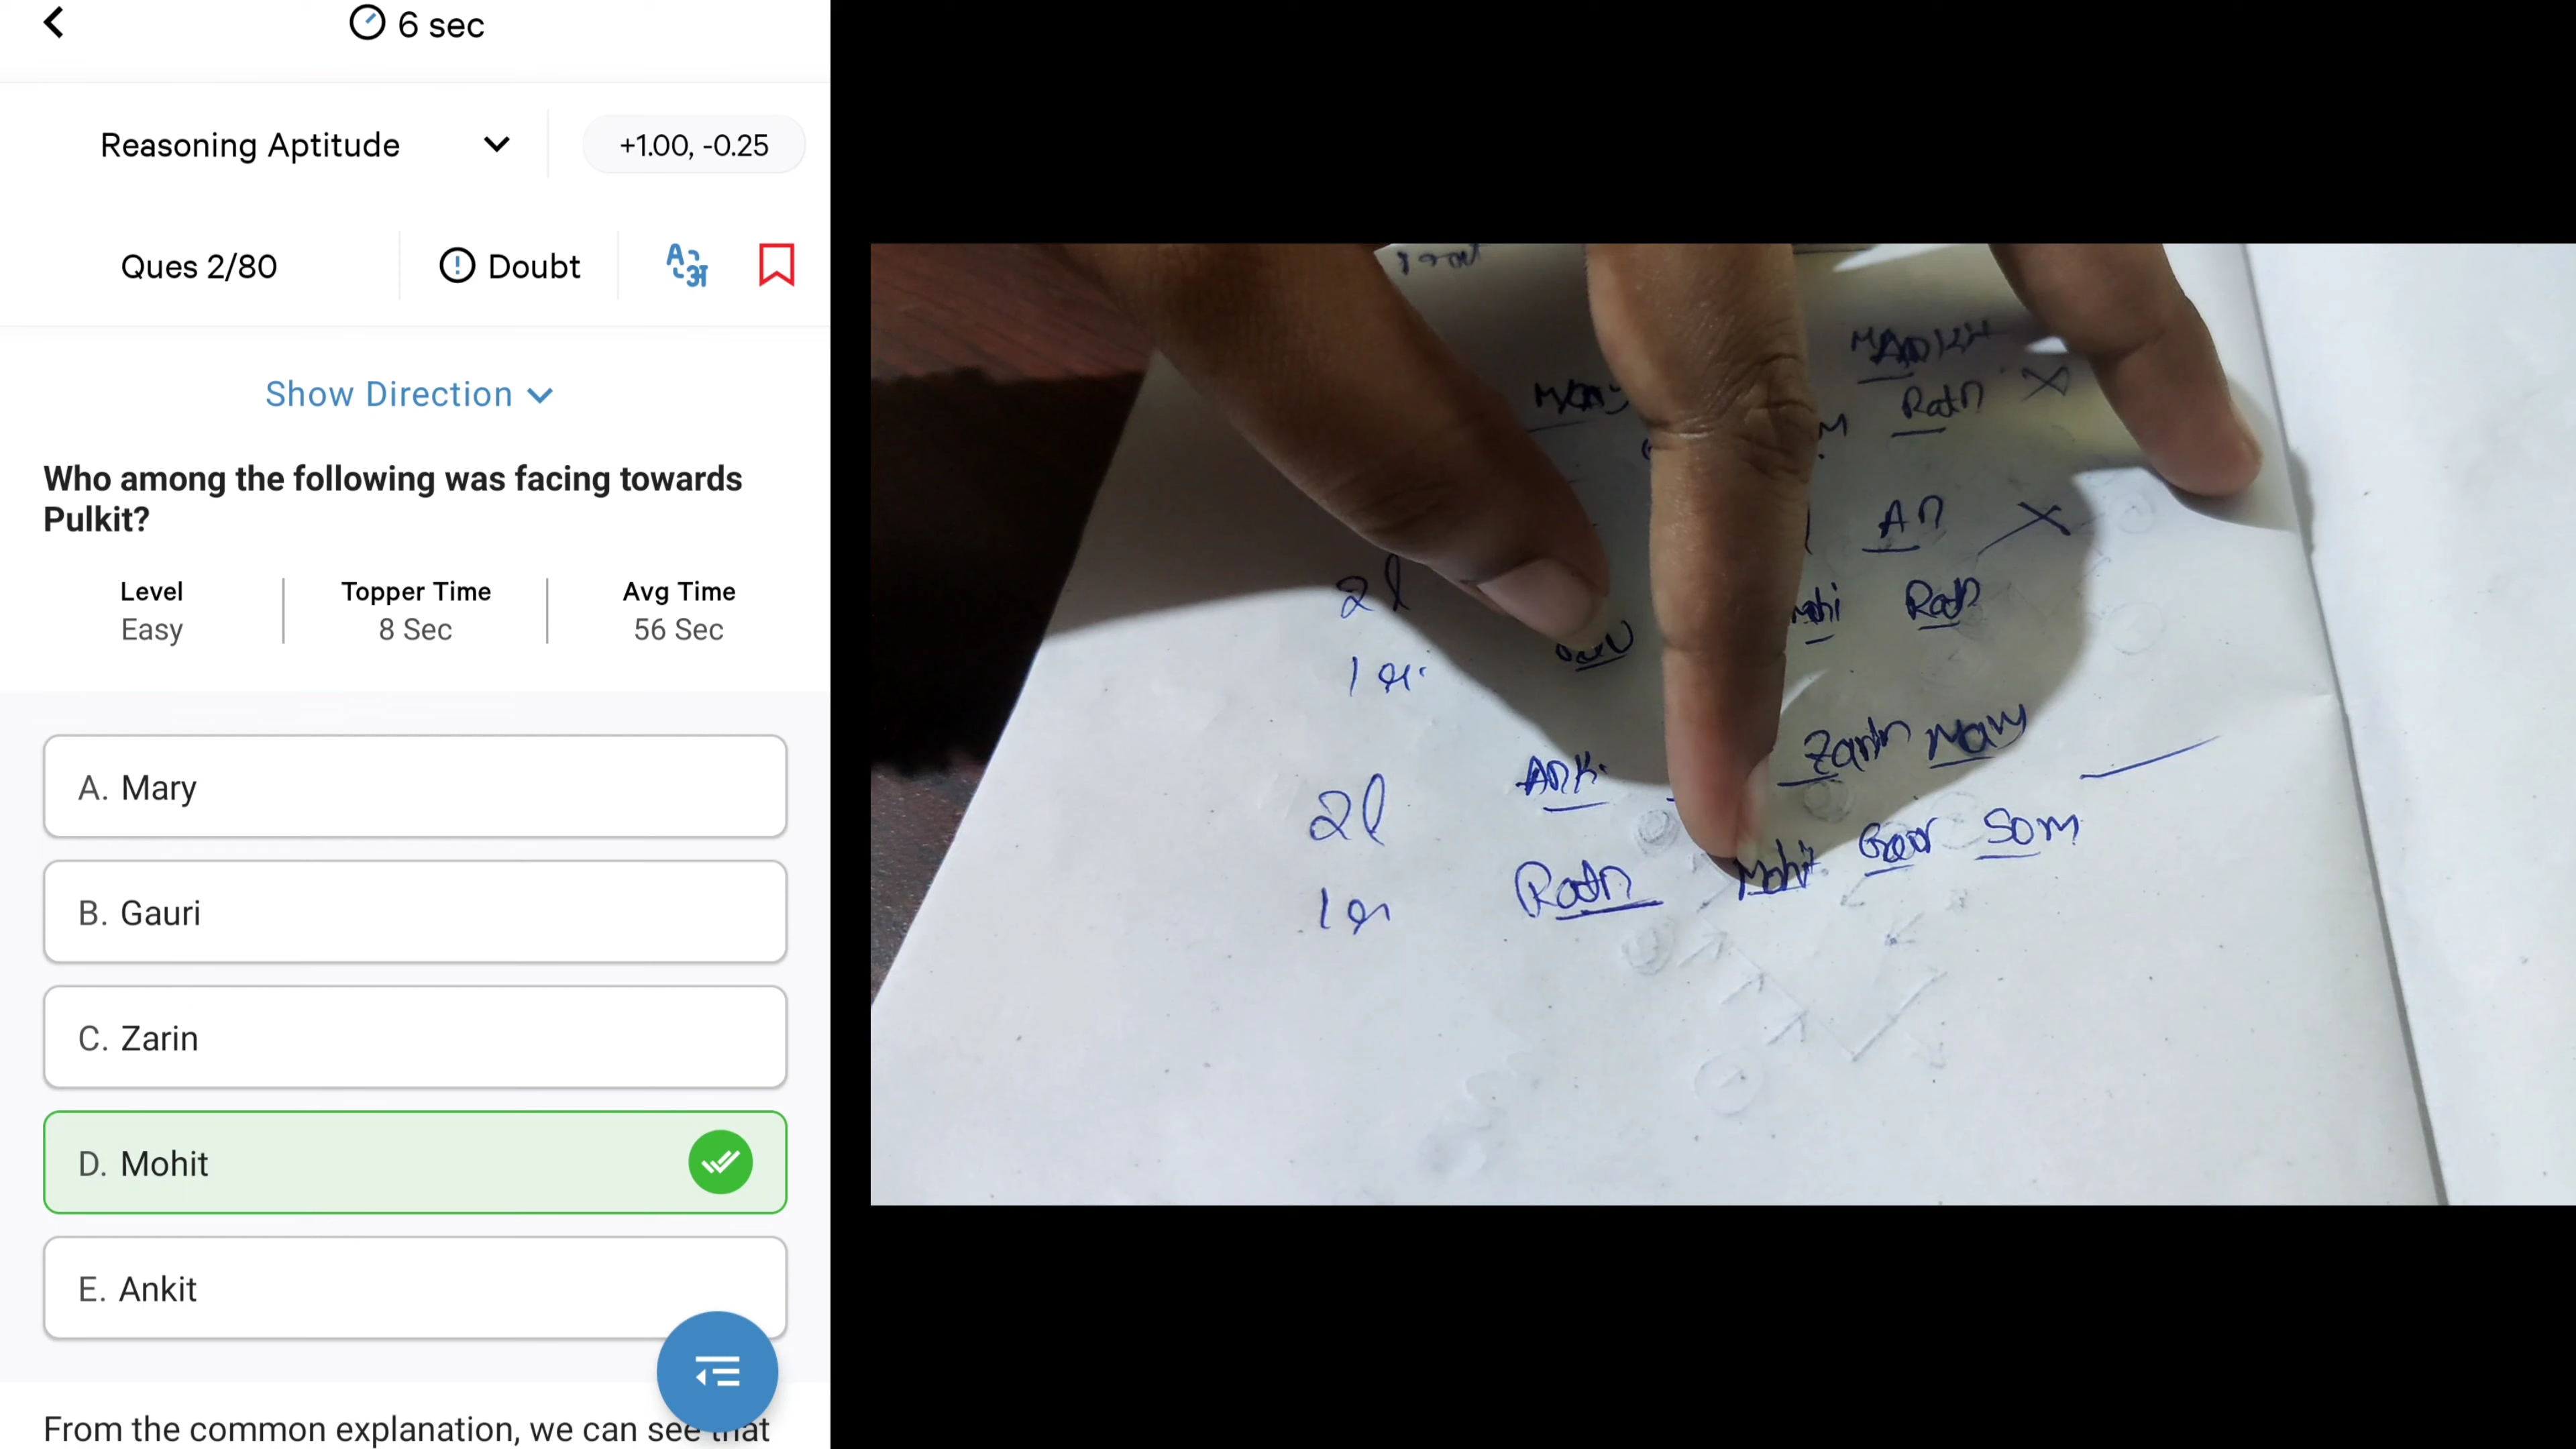 6 sec
Reasoning Aptitude
+1.00, -0.25
Ques 2/80
Doubt
A अ
Show Direction
Who among the following was facing towards
Pulkit?
Level
Topper Time
Avg Time
Easy
8 Sec
56 Sec
A. Mary
B. Gauri
C. Zarin
D. Mohit
E. Ankit
From the common explanation, we can see that
Ratn
An
2l
Zarin Mary
Ank.
2l
Ratn Mohit Som